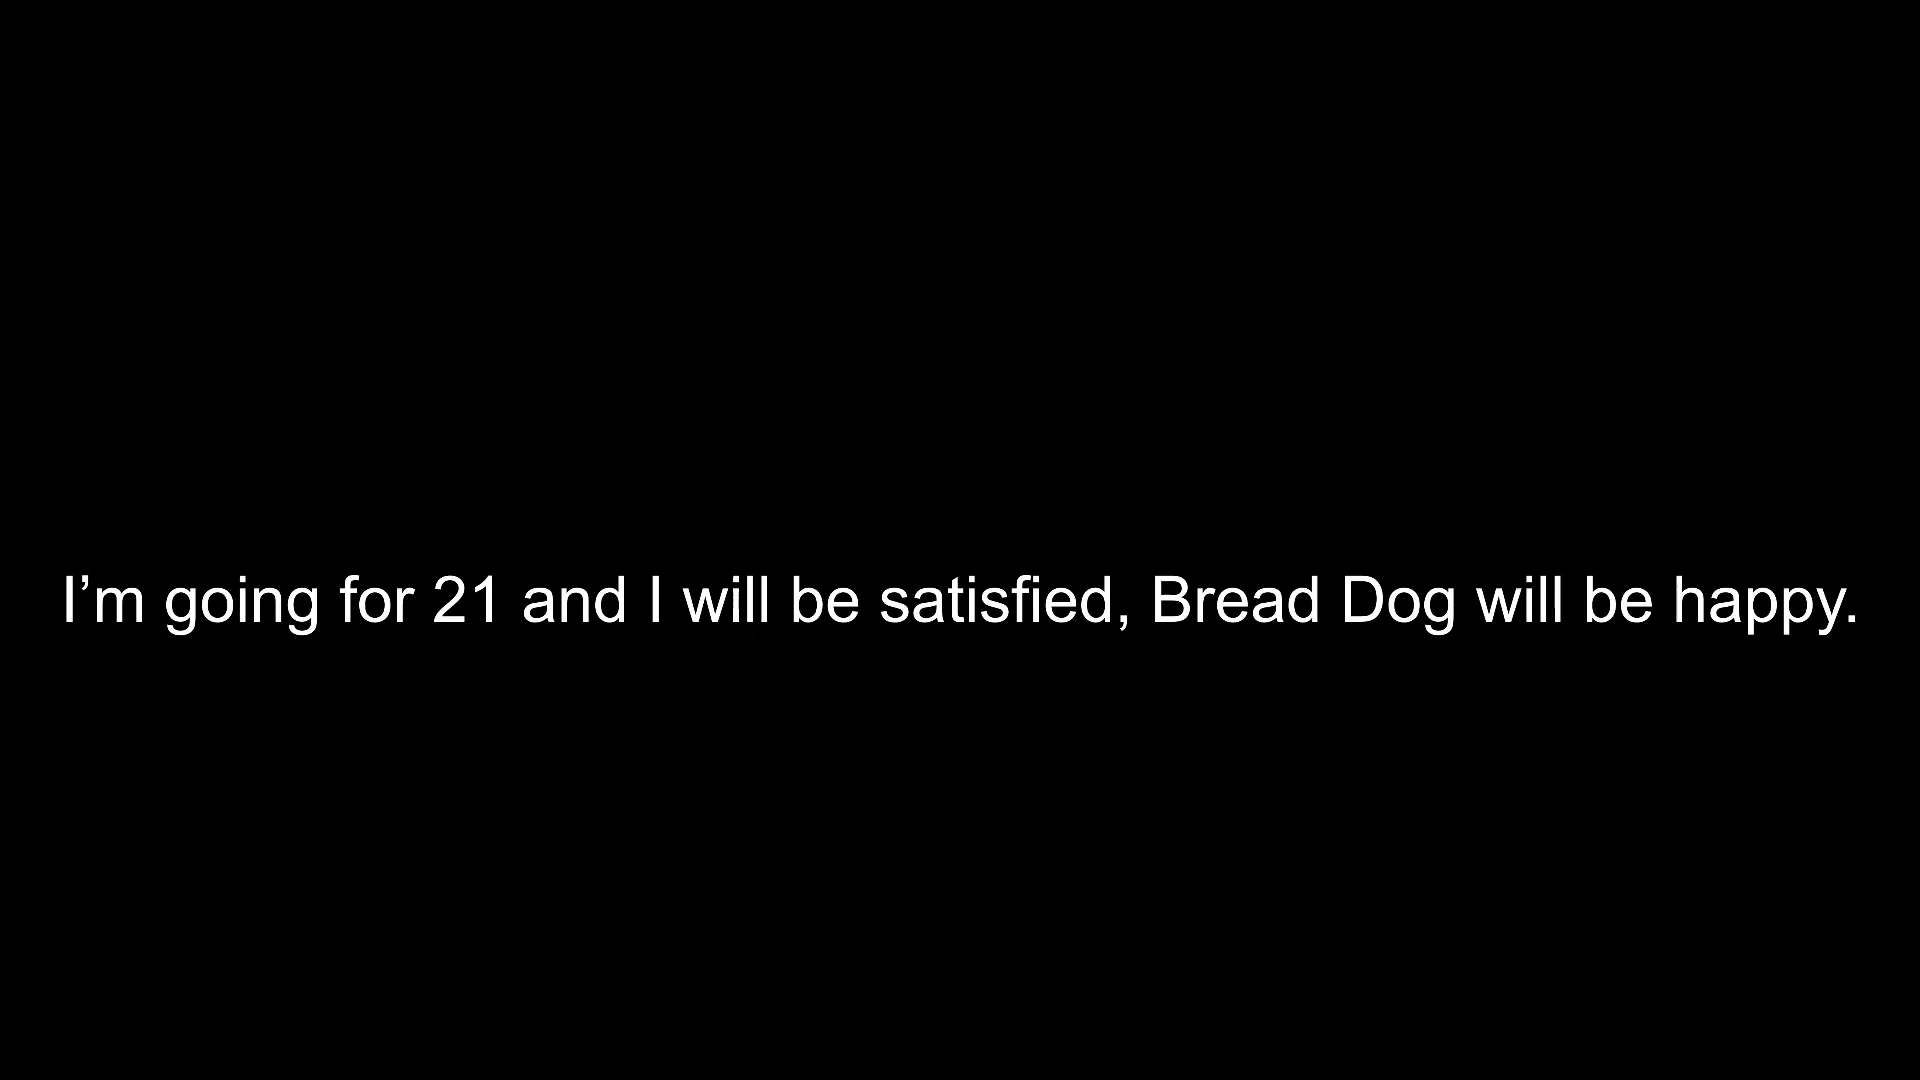 I’m going for 21 and I will be satisfied, Bread Dog will be happy.